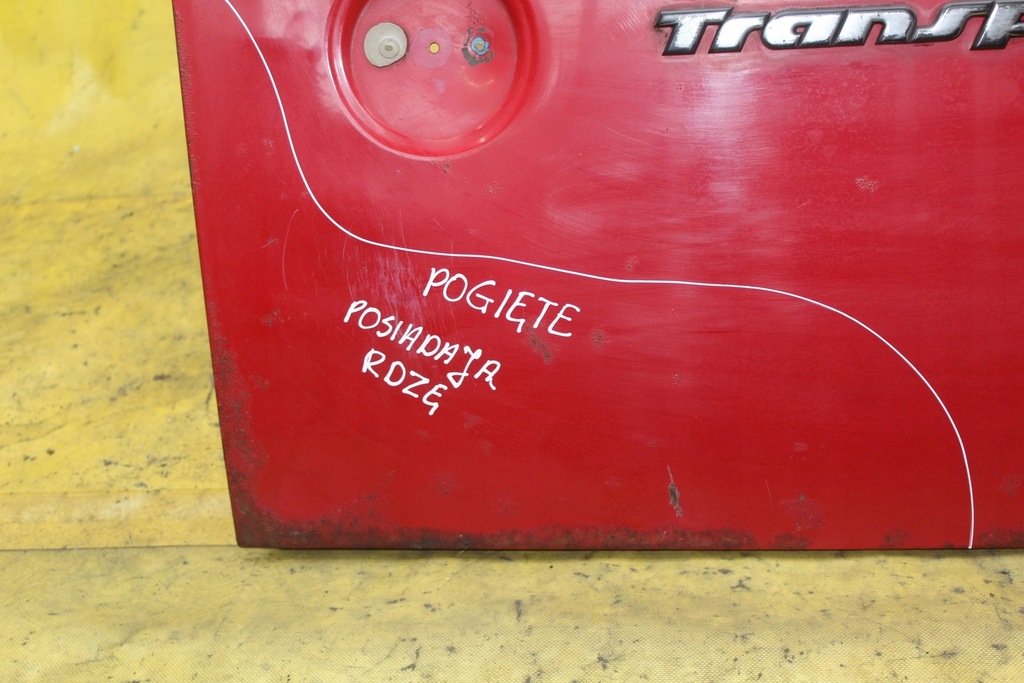 Transp
POGIĘTE
POSIADAJĄ
RDZĘ